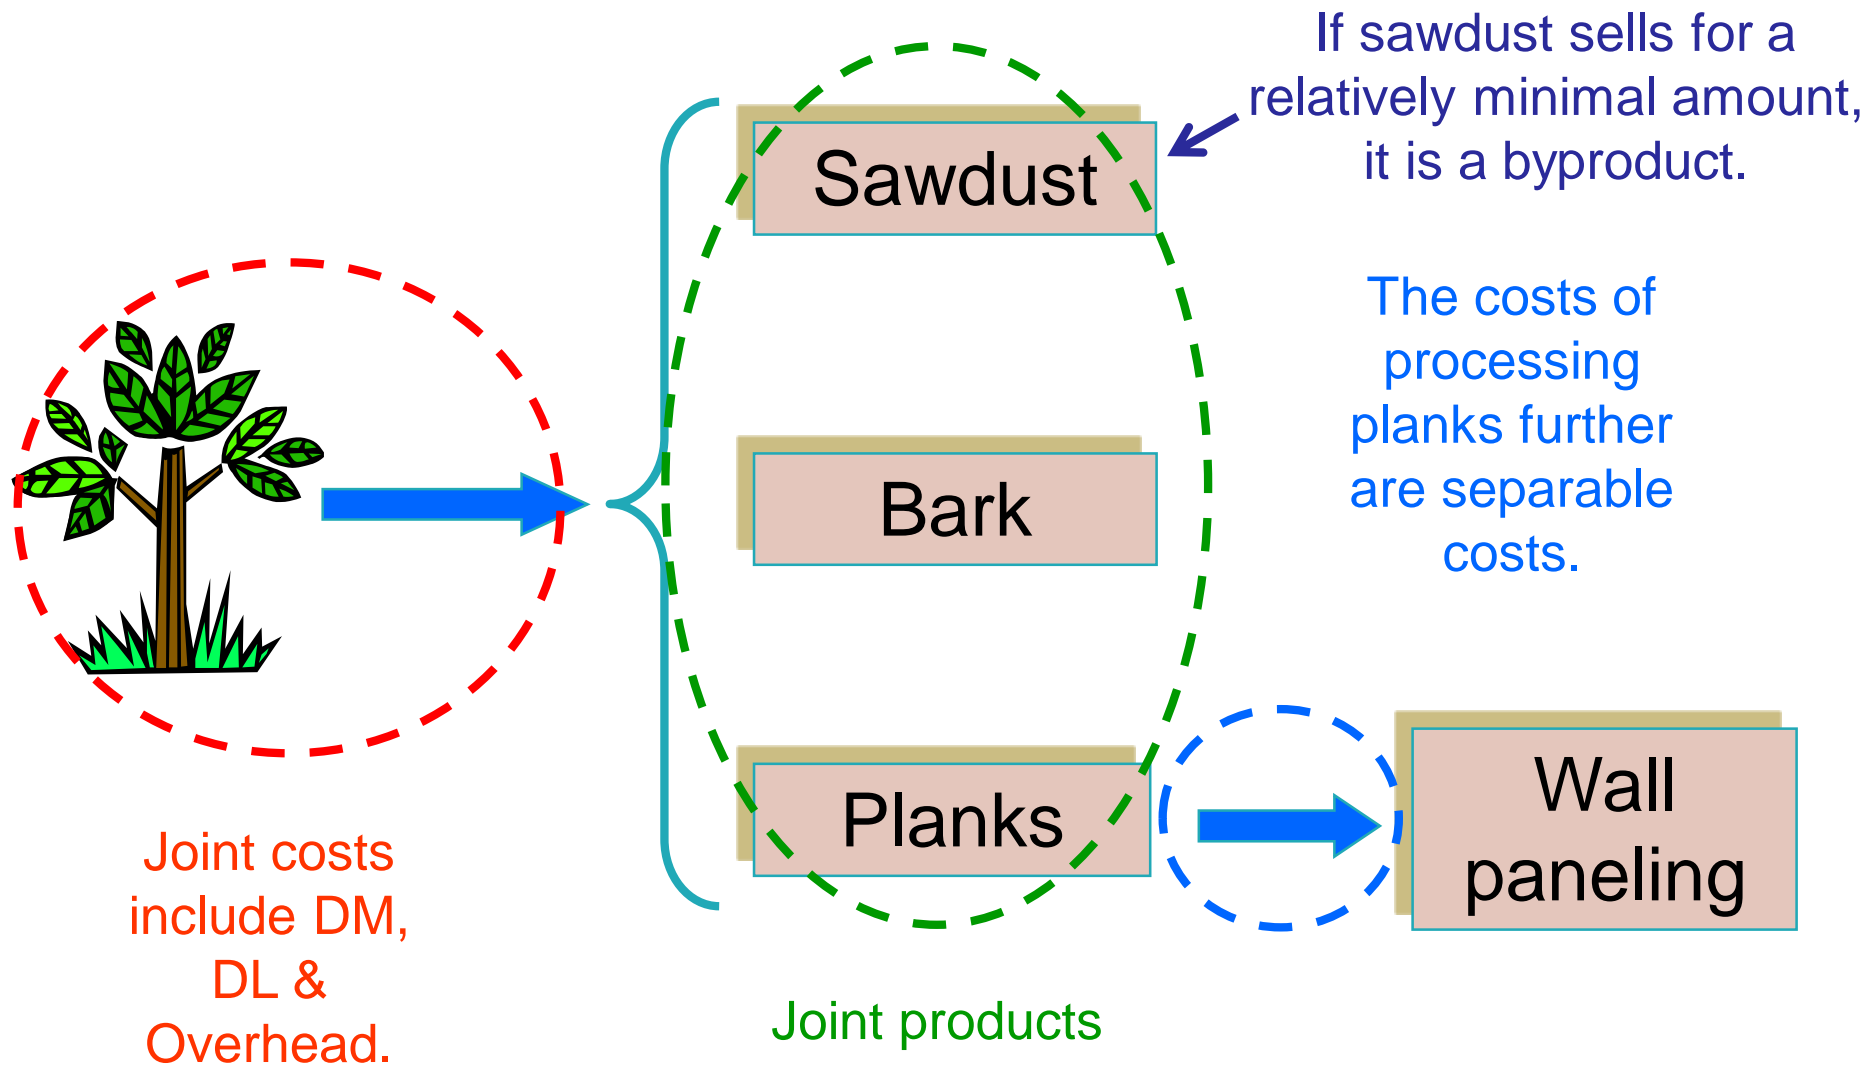 If sawdust sells for a
relatively minimal amount,
it is a byproduct.
Sawdust
The costs of
processing
planks further
are separable
costs.
Bark
Planks
Wall
paneling
Joint costs
include DM,
DL &
Overhead.
Joint products